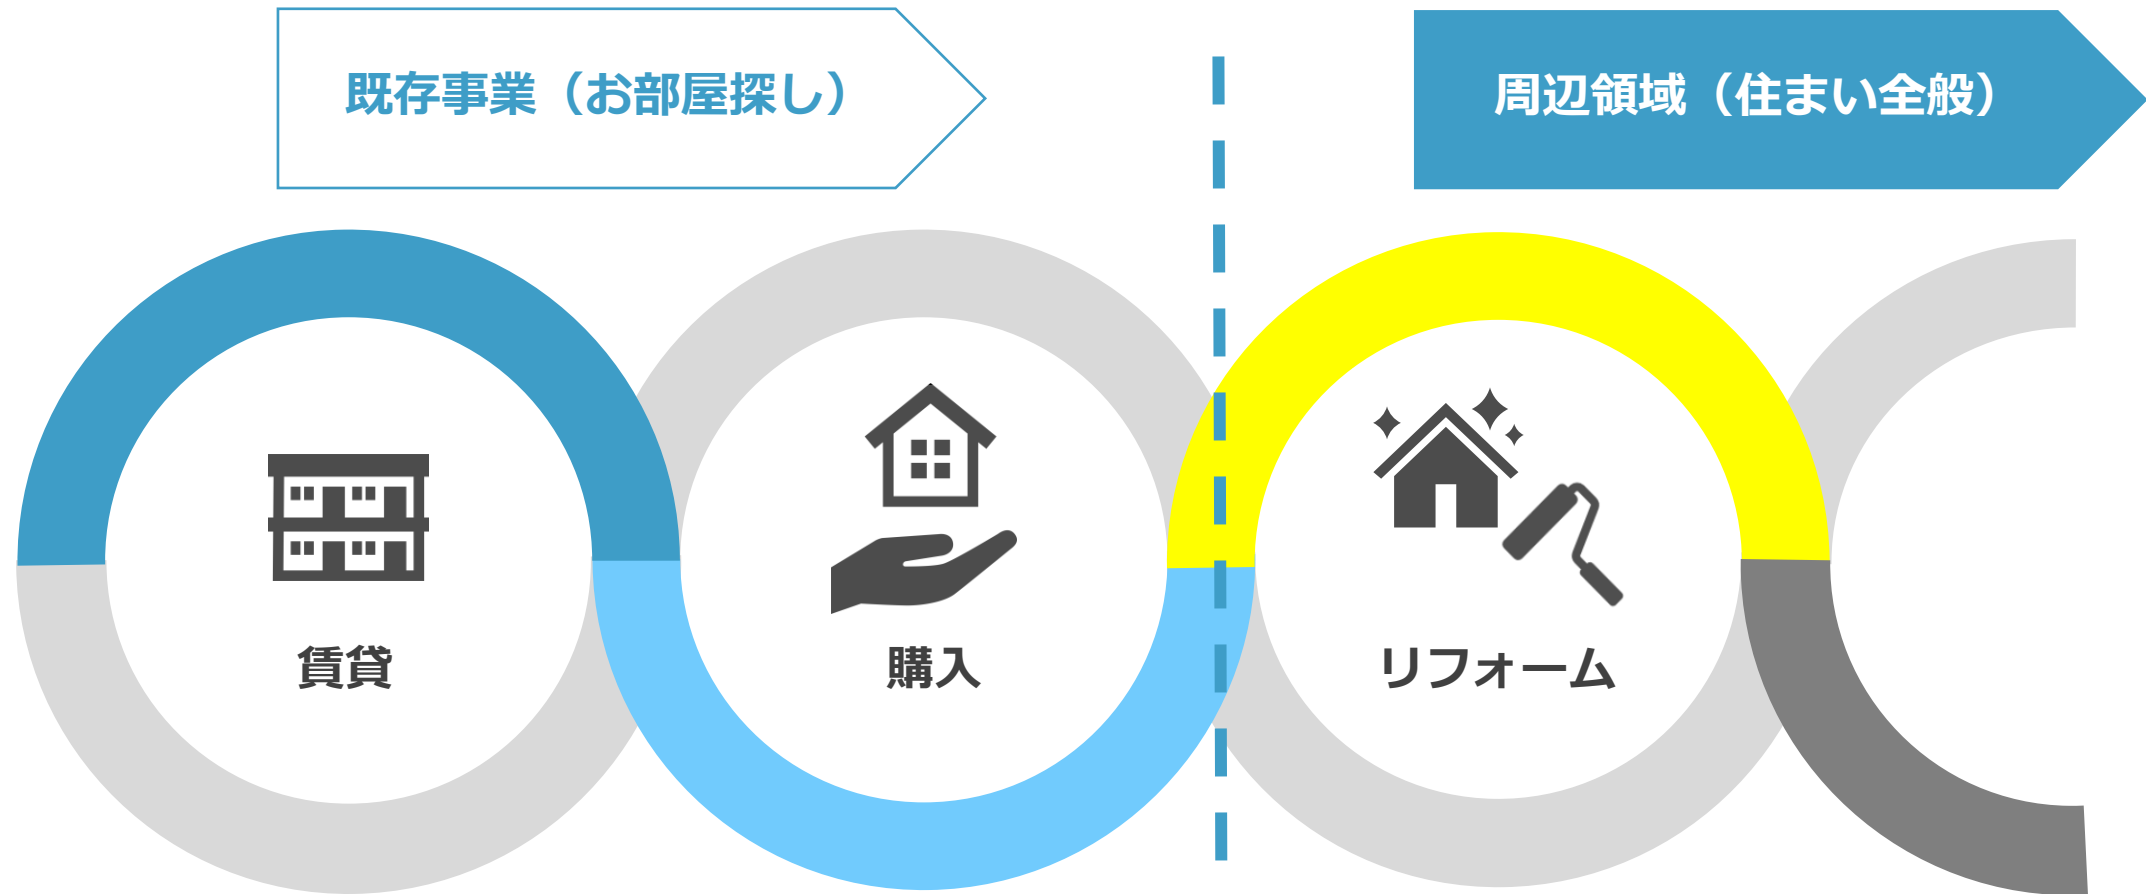 既存事業（お部屋探し）
周辺領域（住まい全般）
賃貸
購入
リフォーム